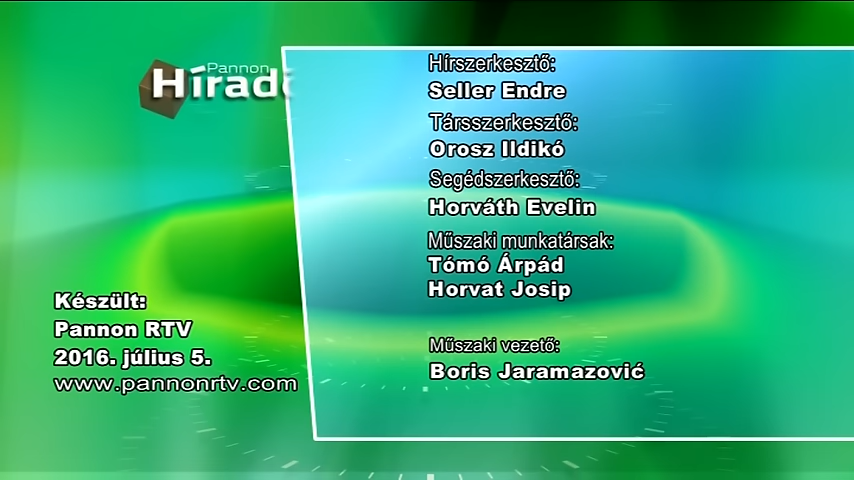 Pannon
Híradó
Hírszerkesztő:
Seller Endre
Társszerkesztő:
Orosz Ildikó
Segédszerkesztő:
Horváth Evelin
Műszaki munkatársak:
Tómó Árpád
Horvat Josip
Műszaki vezető:
Boris Jaramazović
Készült:
Pannon RTV
2016. július 5.
www.pannonrtv.com